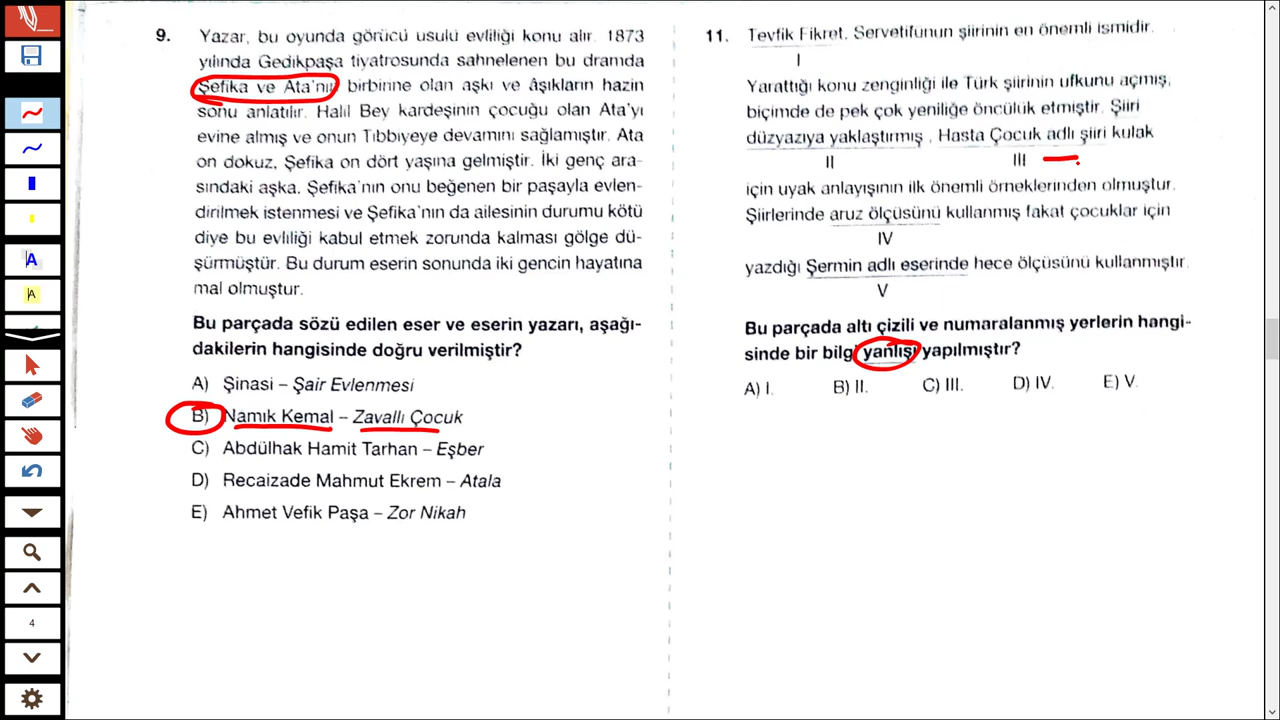 9. Yazar, bu oyunda görücü usulü evliliği konu alır. 1873
yılında Gedikpaşa tiyatrosunda sahnelenen bu dramda
Şefika ve Ata'nın birbirine olan aşkı ve âşıkların hazin
sonu anlatılır. Halil Bey kardeşinin çocuğu olan Ata'yı
evine almış ve onun Tıbbıyeye devamını sağlamıştır. Ata
on dokuz, Şefika on dört yaşına gelmiştir. İki genç ara-
sındaki aşka. Şefika'nın onu beğenen bir paşayla evlen-
dirilmek istenmesi ve Şefika'nın da ailesinin durumu kötü
diye bu evliliği kabul etmek zorunda kalması gölge dü-
şürmüştür. Bu durum eserin sonunda iki gencin hayatına
mal olmuştur.
Bu parçada sözü edilen eser ve eserin yazarı, aşağı-
dakilerin hangisinde doğru verilmiştir?
A) Şinasi – Şair Evlenmesi
B) Namık Kemal – Zavallı Çocuk
C) Abdülhak Hamit Tarhan – Eşber
D) Recaizade Mahmut Ekrem – Atala
E) Ahmet Vefik Paşa – Zor Nikah
11. Tevfik Fikret, Servetifünun şiirinin en önemli ismidir.
I
Yarattığı konu zenginliği ile Türk şiirinin ufkunu açmış,
biçimde de pek çok yeniliğe öncülük etmiştir. Şiiri
düzyazıya yaklaştırmış, Hasta Çocuk adlı şiiri kulak
II III
için uyak anlayışının ilk önemli örneklerinden olmuştur.
Şiirlerinde aruz ölçüsünü kullanmış fakat çocuklar için
IV
yazdığı Şermin adlı eserinde hece ölçüsünü kullanmıştır.
V
Bu parçada altı çizili ve numaralanmış yerlerin hangi-
sinde bir bilgi yanlışı yapılmıştır?
A) I. B) II. C) III. D) IV. E) V.
A
A
4